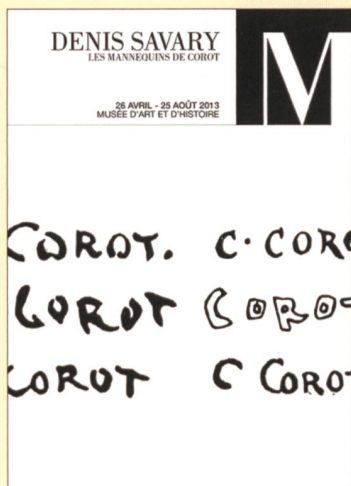 DENIS SAVARY
LES MANNEQUINS DE COROT
M
26 AVRIL - 25 AOÛT 2013
MUSÉE D'ART ET D'HISTOIRE
COROT. C·CORO
COROT COROT
COROT C COROT